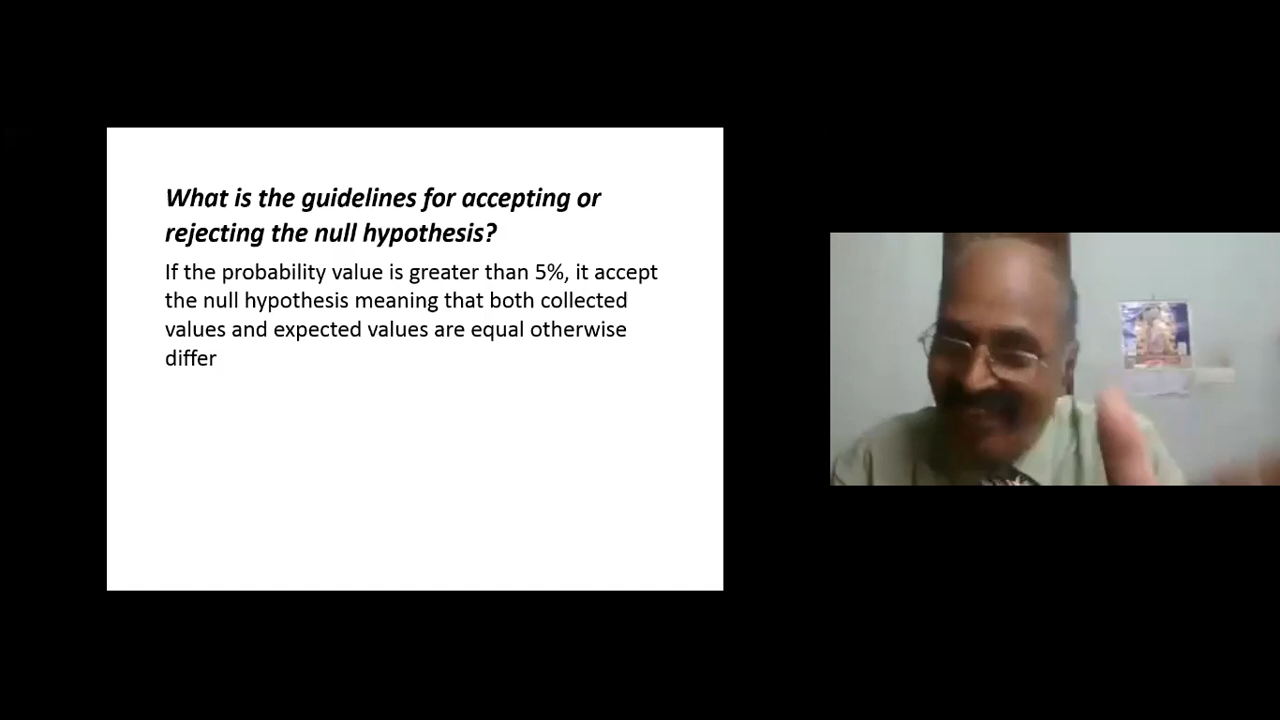 What is the guidelines for accepting or
rejecting the null hypothesis?
If the probability value is greater than 5%, it accept
the null hypothesis meaning that both collected
values and expected values are equal otherwise
differ